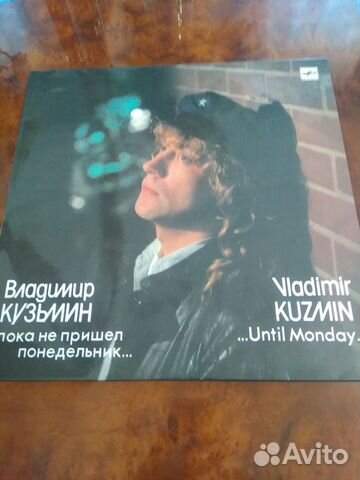 Владимир
КУЗЬМИН
пока не пришел
понедельник...
Vladimir
KUZMIN
...Until Monday...
Avito